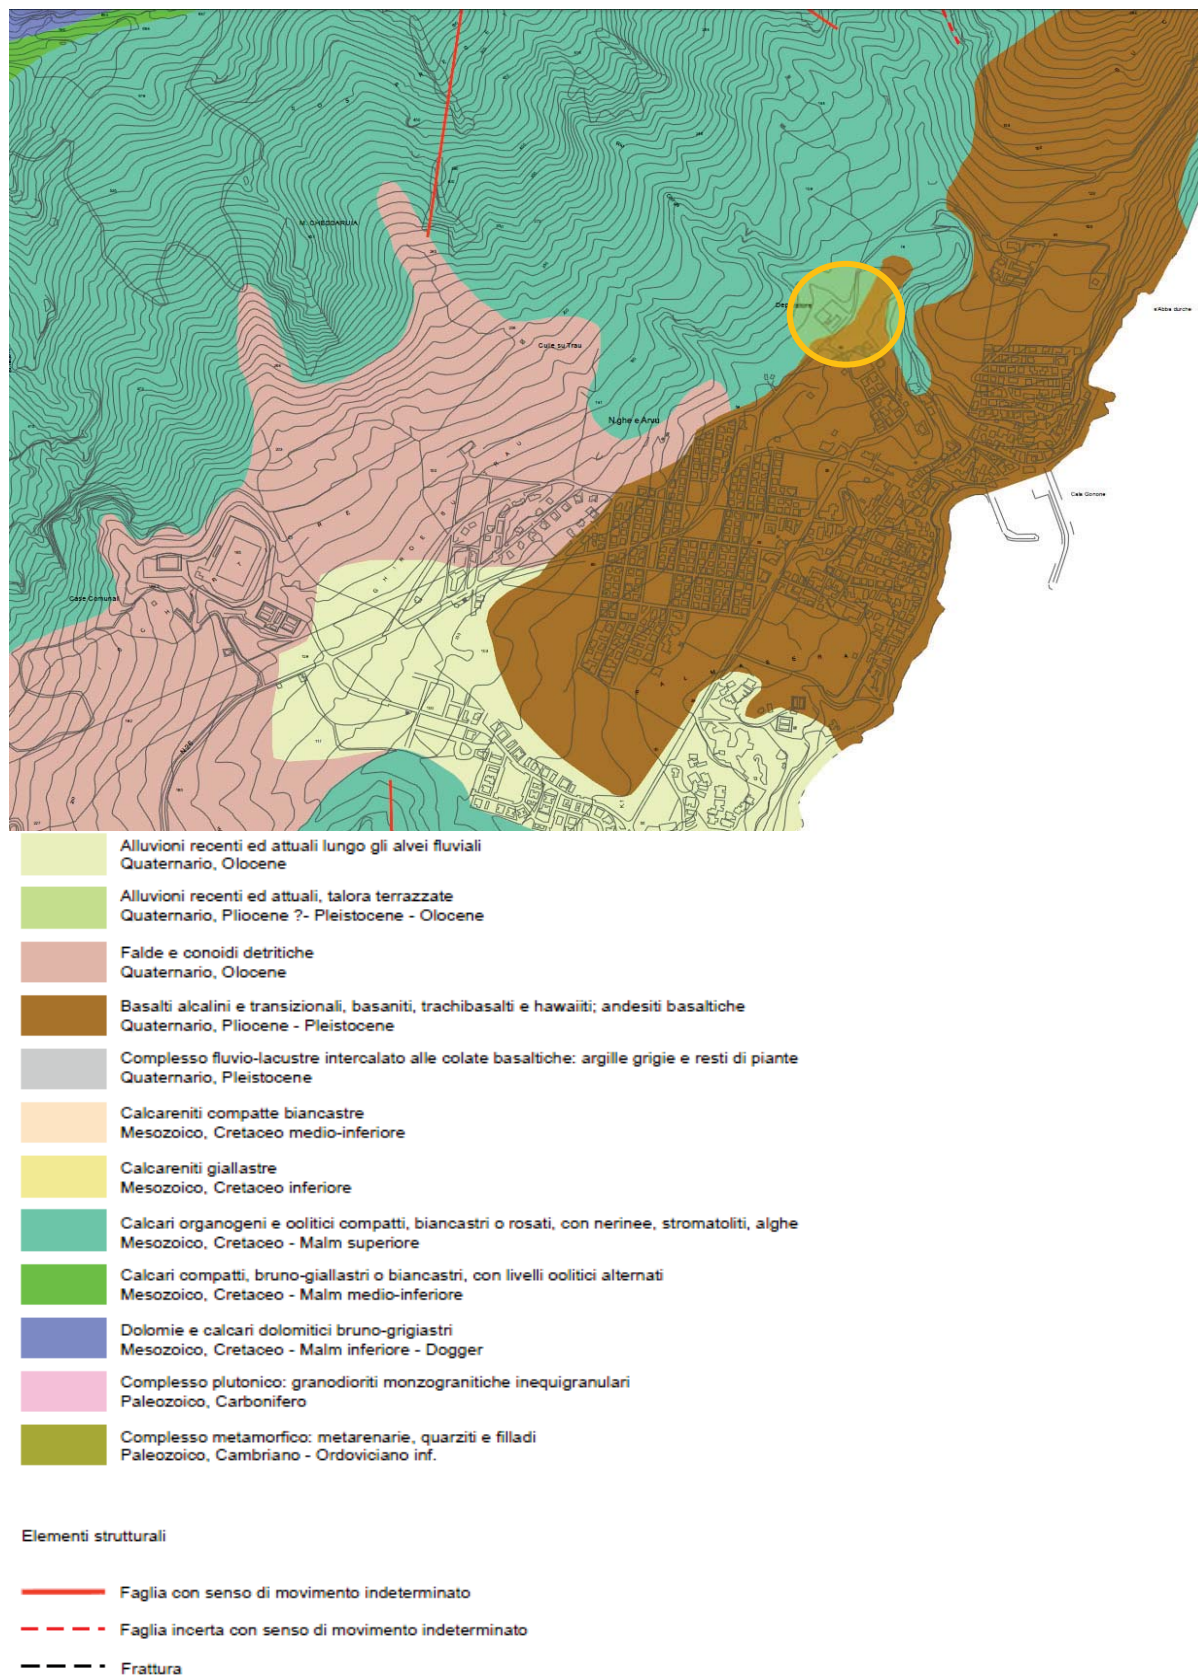 M. CHEDDARUJA
Depuratore
s'Abba durche
Cuile su Trau
N.ghe e Arvu
Cala Gonone
Case Comunali
P A L M A S E R A
Alluvioni recenti ed attuali lungo gli alvei fluviali
Quaternario, Olocene
Alluvioni recenti ed attuali, talora terrazzate
Quaternario, Pliocene ?- Pleistocene - Olocene
Falde e conoidi detritiche
Quaternario, Olocene
Basalti alcalini e transizionali, basaniti, trachibasalti e hawaiiti; andesiti basaltiche
Quaternario, Pliocene - Pleistocene
Complesso fluvio-lacustre intercalato alle colate basaltiche: argille grigie e resti di piante
Quaternario, Pleistocene
Calcareniti compatte biancastre
Mesozoico, Cretaceo medio-inferiore
Calcareniti giallastre
Mesozoico, Cretaceo inferiore
Calcari organogeni e oolitici compatti, biancastri o rosati, con nerinee, stromatoliti, alghe
Mesozoico, Cretaceo - Malm superiore
Calcari compatti, bruno-giallastri o biancastri, con livelli oolitici alternati
Mesozoico, Cretaceo - Malm medio-inferiore
Dolomie e calcari dolomitici bruno-grigiastri
Mesozoico, Cretaceo - Malm inferiore - Dogger
Complesso plutonico: granodioriti monzogranitiche inequigranulari
Paleozoico, Carbonifero
Complesso metamorfico: metarenarie, quarziti e filladi
Paleozoico, Cambriano - Ordoviciano inf.
Elementi strutturali
Faglia con senso di movimento indeterminato
Faglia incerta con senso di movimento indeterminato
Frattura